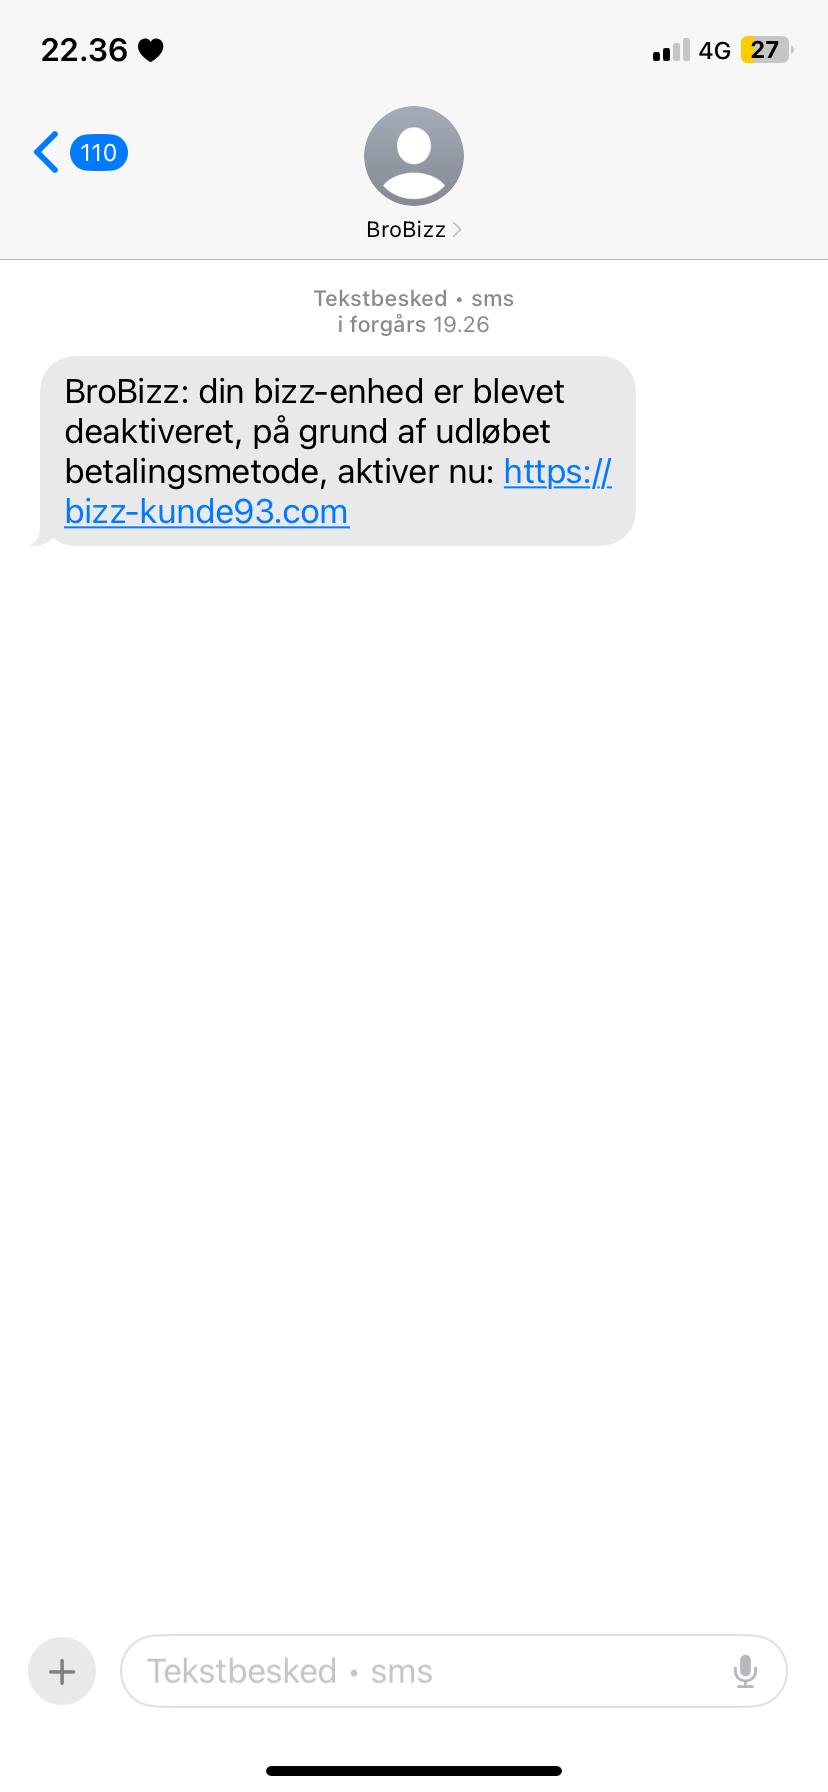 22.36
4G
27
110
BroBizz
Tekstbesked • sms
i forgårs 19.26
BroBizz: din bizz-enhed er blevet
deaktiveret, på grund af udløbet
betalingsmetode, aktiver nu: https://
bizz-kunde93.com
Tekstbesked • sms